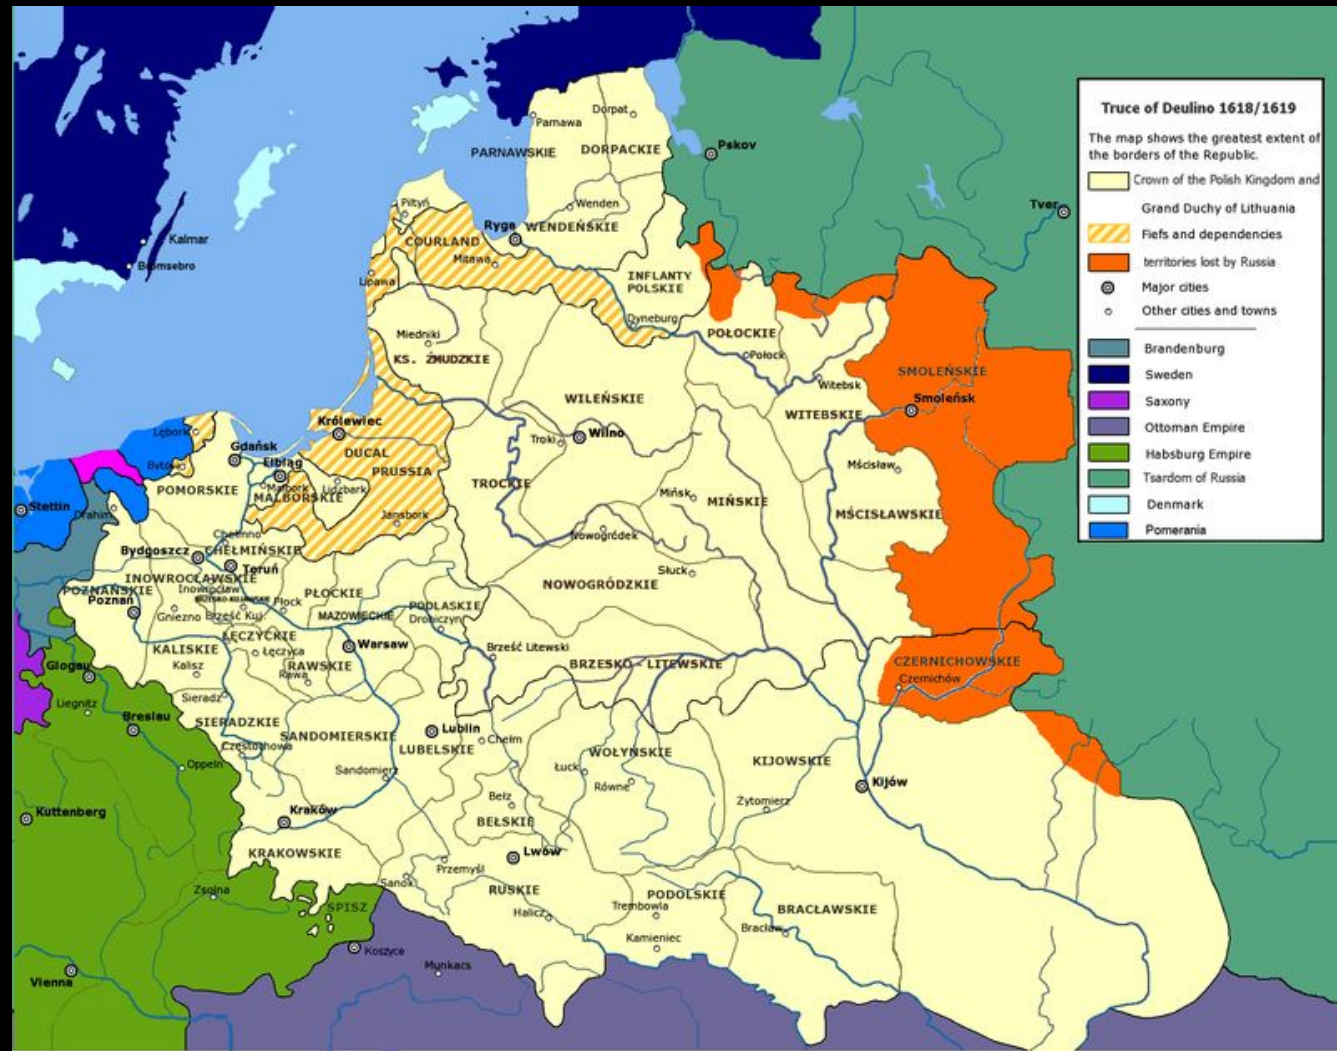 Truce of Deulino 1618/1619
The map shows the greatest extent of
the borders of the Republic.
Crown of the Polish Kingdom and
Grand Duchy of Lithuania
Fiefs and dependencies
territories lost by Russia
Major cities
Other cities and towns
Brandenburg
Sweden
Saxony
Ottoman Empire
Habsburg Empire
Tsardom of Russia
Denmark
Pomerania
Dorpat
Parnawa
PARNAWSKIE
DORPACKIE
Pskov
Piltyń
Wenden
Tver
Ryga
WENDEŃSKIE
Kalmar
COURLAND
Mitawa
Bromsebro
Lipawa
INFLANTY
POLSKIE
Dyneburg
Miedniki
POŁOCKIE
KS. ŻMUDZKIE
Połock
SMOLEŃSKIE
Witebsk
WILEŃSKIE
Smoleńsk
WITEBSKIE
Królewiec
Lębork
Wilno
Troki
Gdańsk
DUCAL
PRUSSIA
Elbląg
Bytów
Mścisław
Malbork
Lidzbark
POMORSKIE
MALBORSKIE
TROCKIE
Mińsk
MIŃSKIE
Stettin
Drahim
Jansbork
MŚCISŁAWSKIE
Chełmno
Nowogródek
Bydgoszcz
CHEŁMIŃSKIE
Toruń
Słuck
INOWROCŁAWSKIE
NOWOGRÓDZKIE
POZNAŃSKIE
Inowrocław
PŁOCKIE
Poznań
Płock
PODLASKIE
Gniezno
Brześć Kuj.
MAZOWIECKIE
Drohiczyn
ŁĘCZYCKIE
Warsaw
KALISKIE
Łęczyca
Brześć Litewski
Kalisz
RAWSKIE
BRZESKO - LITEWSKIE
CZERNICHOWSKIE
Glogau
Rawa
Czernichów
Liegnitz
Sieradz
Breslau
SIERADZKIE
Lublin
SANDOMIERSKIE
LUBELSKIE
Chełm
Częstochowa
WOŁYŃSKIE
KIJOWSKIE
Oppeln
Sandomierz
Łuck
Równe
Kijów
Bełz
Żytomierz
Kuttenberg
Kraków
BEŁSKIE
KRAKOWSKIE
Lwów
Przemyśl
Sanok
Zsolna
RUSKIE
PODOLSKIE
SPISZ
Trembowla
BRACŁAWSKIE
Halicz
Bracław
Kamieniec
Koszyce
Munkacs
Vienna